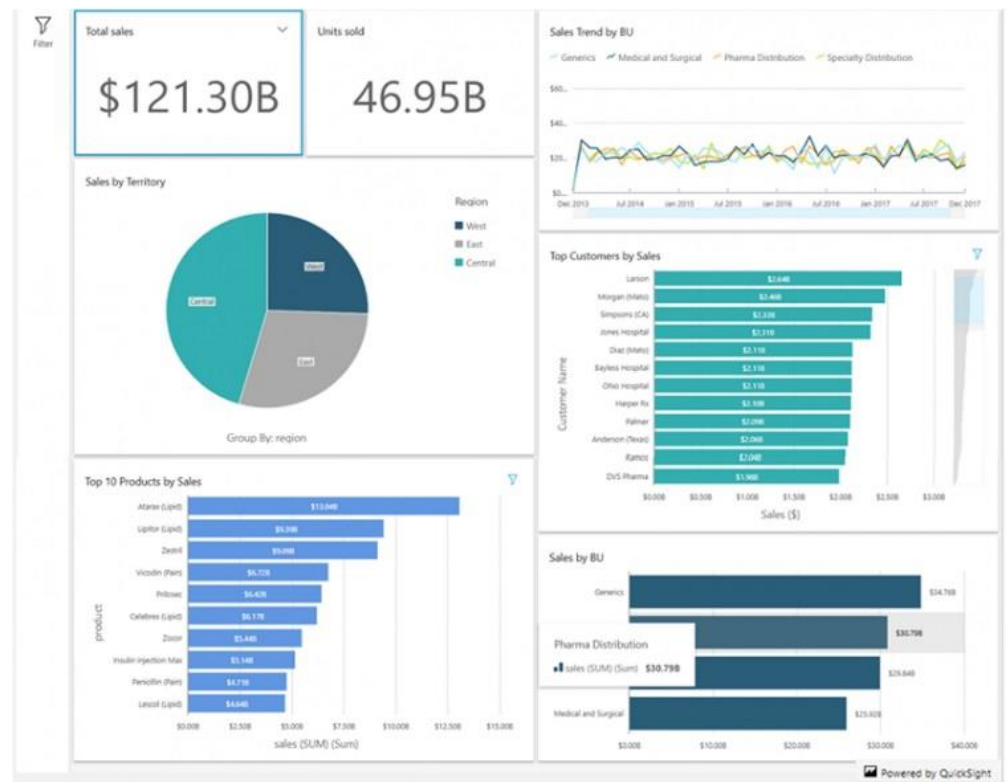 Filter
Total sales
$121.30B
Units sold
46.95B
Sales Trend by BU
Generics Medical and Surgical Pharma Distribution Specialty Distribution
$60...
$40...
$20...
$0...
Dec 2013 Jul 2014 Jan 2015 Jul 2015 Jan 2016 Jul 2016 Jan 2017 Jul 2017 Dec 2017
Sales by Territory
Region
West
East
Central
West
Central
East
Group By: region
Top Customers by Sales
Customer Name
Larson $2.64B
Morgan (Mato) $2.46B
Simpsons (CA) $2.33B
Jones Hospital $2.31B
Diaz (Mato) $2.11B
Bayless Hospital $2.11B
Ohio Hospital $2.11B
Harper Rx $2.10B
Palmer $2.09B
Anderson (Texas) $2.06B
Ramos $2.04B
DVS Pharma $1.98B
$0.00B $0.50B $1.00B $1.50B $2.00B $2.50B $3.00B
Sales ($)
Top 10 Products by Sales
product
Atarax (Lipid) $13.04B
Lipitor (Lipid)
Zestril $9.09B
Vicodin (Pain) $6.72B
Prilosec $6.42B
Celebrex (Lipid) $6.17B
Zocor $5.44B
Insulin Injection Max $5.14B
Penicillin (Pain) $4.71B
Lescol (Lipid) $4.64B
$0.00B $2.50B $5.00B $7.50B $10.00B $12.50B $15.00B
sales (SUM) (Sum)
Sales by BU
Generics $34.76B
$30.79B
Pharma Distribution
sales (SUM) (Sum) $30.79B
$29.84B
Medical and Surgical $25.92B
$0.00B $10.00B $20.00B $30.00B $40.00B
Powered by QuickSight